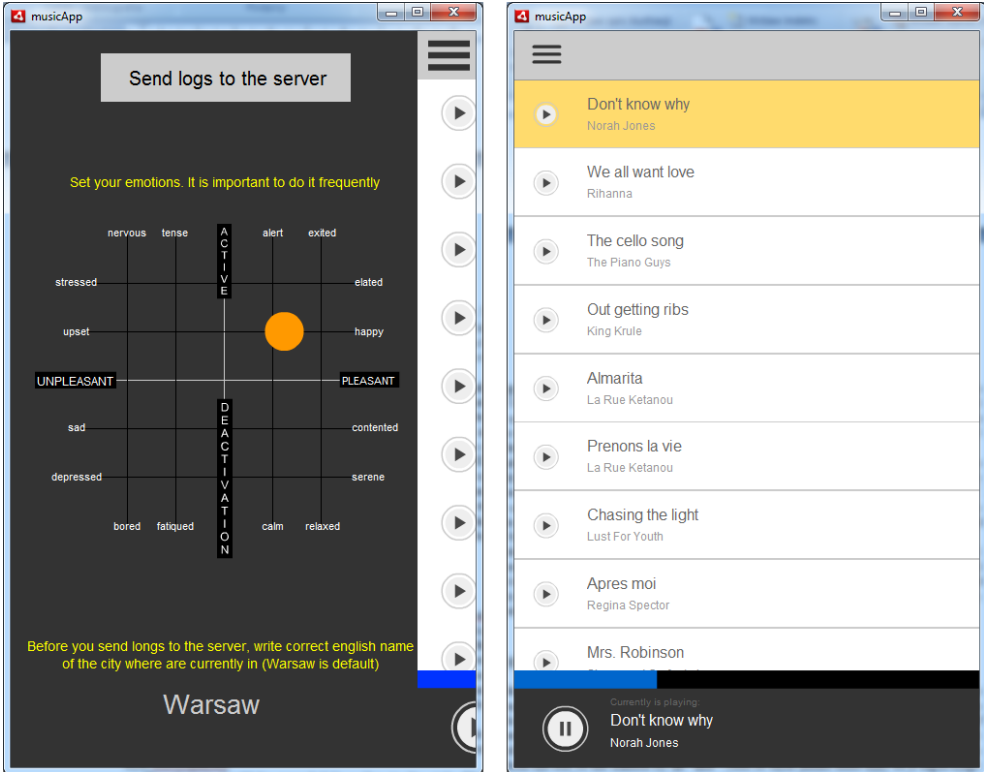 musicApp
Send logs to the server
Set your emotions. It is important to do it frequently
nervous tense ACTIVE alert exited
stressed elated
upset happy
UNPLEASANT PLEASANT
sad contented
depressed serene
DEACTIVATION
bored fatiqued calm relaxed
Before you send longs to the server, write correct english name
of the city where are currently in (Warsaw is default)
Warsaw
musicApp
Don't know why
Norah Jones
We all want love
Rihanna
The cello song
The Piano Guys
Out getting ribs
King Krule
Almarita
La Rue Ketanou
Prenons la vie
La Rue Ketanou
Chasing the light
Lust For Youth
Apres moi
Regina Spector
Mrs. Robinson
Currently is playing:
Don't know why
Norah Jones